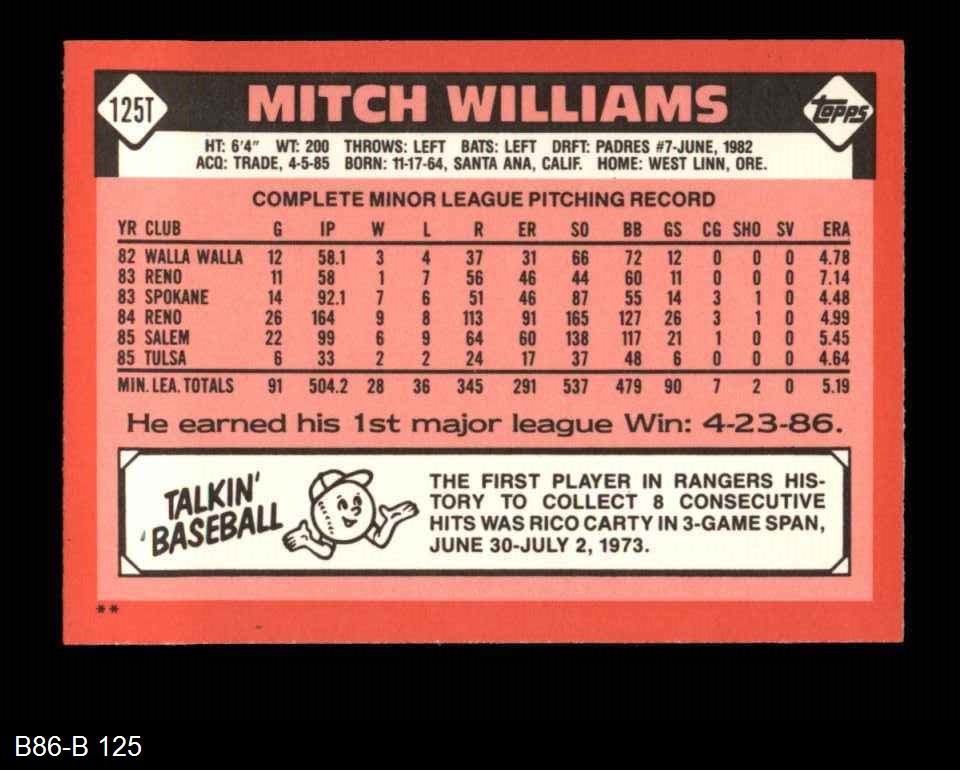 125T
MITCH WILLIAMS
Topps
HT: 6'4" WT: 200 THROWS: LEFT BATS: LEFT DRFT: PADRES #7-JUNE, 1982
ACQ: TRADE, 4-5-85 BORN: 11-17-64, SANTA ANA, CALIF. HOME: WEST LINN, ORE.
COMPLETE MINOR LEAGUE PITCHING RECORD
YR CLUB G IP W L R ER SO BB GS CG SHO SV ERA
82 WALLA WALLA 12 58.1 3 4 37 31 66 72 12 0 0 0 4.78
83 RENO 11 58 1 7 56 46 44 60 11 0 0 0 7.14
83 SPOKANE 14 92.1 7 6 51 46 87 55 14 3 1 0 4.48
84 RENO 26 164 9 8 113 91 165 127 26 3 1 0 4.99
85 SALEM 22 99 6 9 64 60 138 117 21 1 0 0 5.45
85 TULSA 6 33 2 2 24 17 37 48 6 0 0 0 4.64
MIN. LEA. TOTALS 91 504.2 28 36 345 291 537 479 90 7 2 0 5.19
He earned his 1st major league Win: 4-23-86.
TALKIN'
BASEBALL
THE FIRST PLAYER IN RANGERS HIS-
TORY TO COLLECT 8 CONSECUTIVE
HITS WAS RICO CARTY IN 3-GAME SPAN,
JUNE 30-JULY 2, 1973.
**
B86-B 125